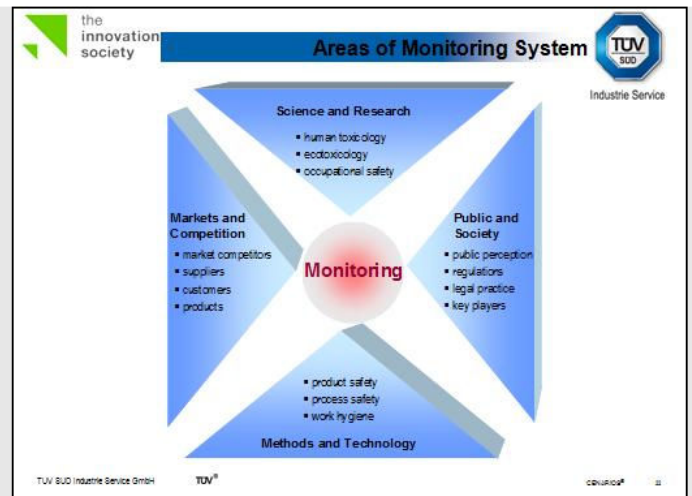 the
innovation
society
Areas of Monitoring System
TÜV
SÜD
Industrie Service
Science and Research
▪ human toxicology
▪ ecotoxicology
▪ occupational safety
Markets and
Competition
▪ market competitors
▪ suppliers
▪ customers
▪ products
Monitoring
Public and
Society
▪ public perception
▪ regulations
▪ legal practice
▪ key players
▪ product safety
▪ process safety
▪ work hygiene
Methods and Technology
TÜV SÜD Industrie Service GmbH
TÜV®
CENARIOS®